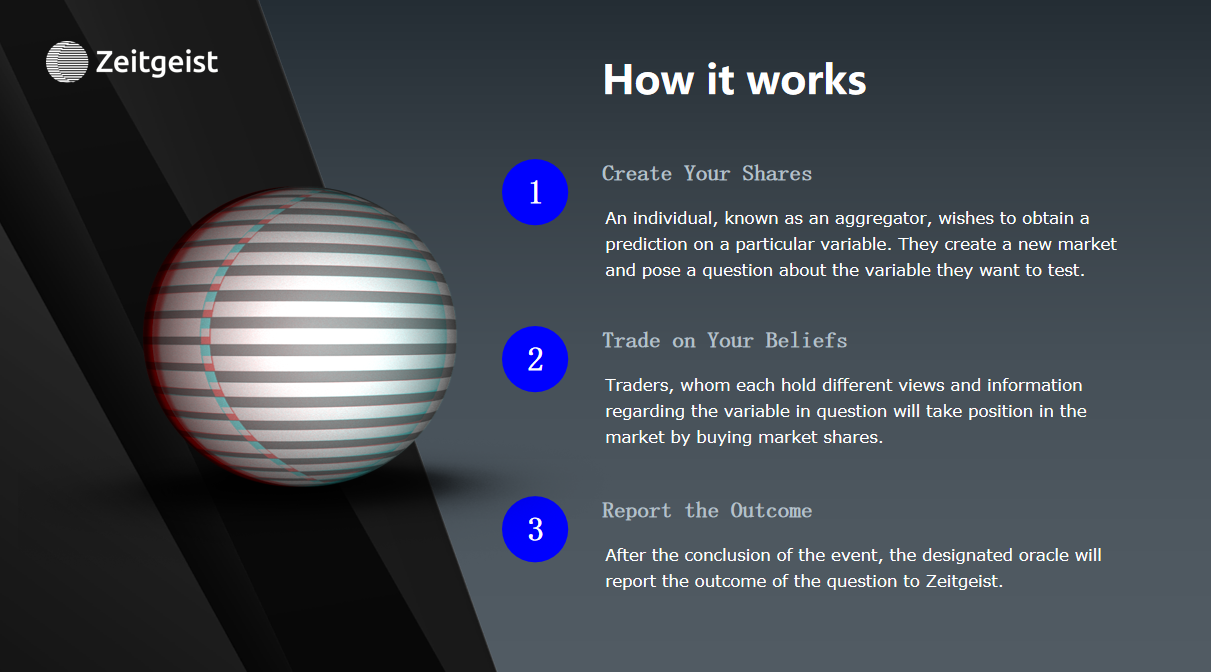 Zeitgeist
How it works
1
Create Your Shares
An individual, known as an aggregator, wishes to obtain a
prediction on a particular variable. They create a new market
and pose a question about the variable they want to test.
2
Trade on Your Beliefs
Traders, whom each hold different views and information
regarding the variable in question will take position in the
market by buying market shares.
3
Report the Outcome
After the conclusion of the event, the designated oracle will
report the outcome of the question to Zeitgeist.